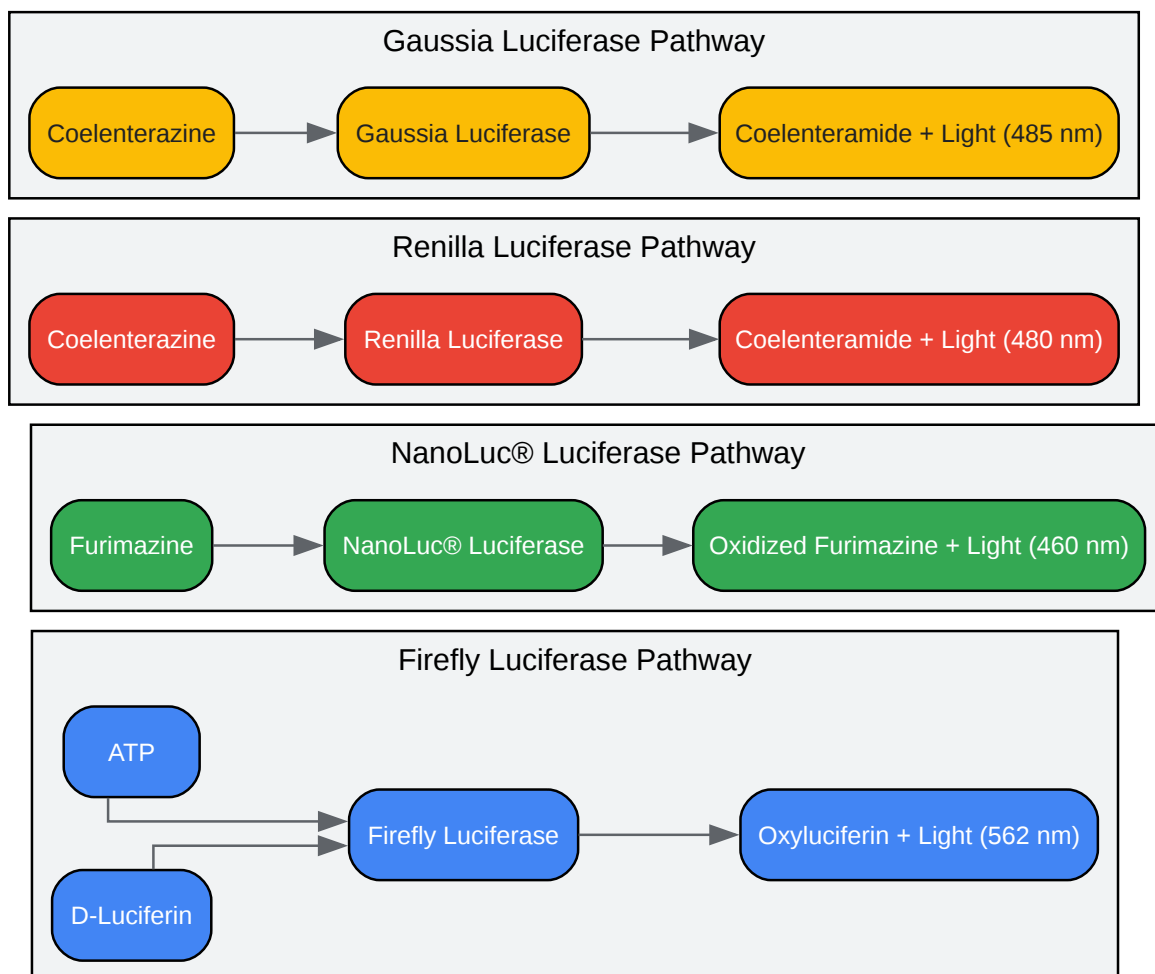 Gaussia Luciferase Pathway
Coelenterazine
Gaussia Luciferase
Coelenteramide + Light (485 nm)
Renilla Luciferase Pathway
Coelenterazine
Renilla Luciferase
Coelenteramide + Light (480 nm)
NanoLuc® Luciferase Pathway
Furimazine
NanoLuc® Luciferase
Oxidized Furimazine + Light (460 nm)
Firefly Luciferase Pathway
ATP
D-Luciferin
Firefly Luciferase
Oxyluciferin + Light (562 nm)